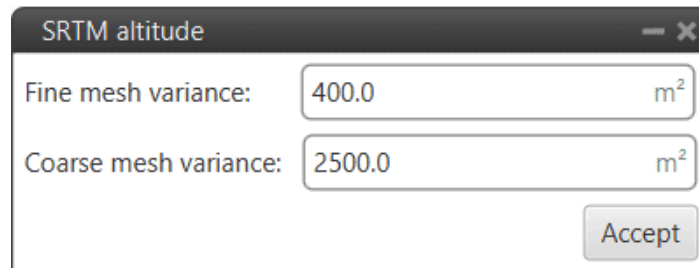 SRTM altitude
Fine mesh variance: 400.0 m²
Coarse mesh variance: 2500.0 m²
Accept